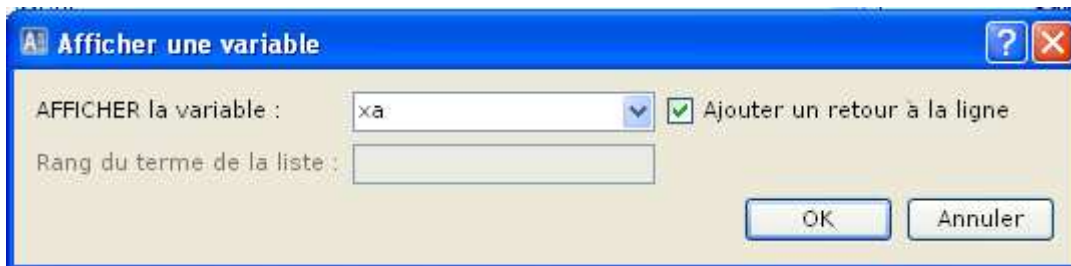 Afficher une variable
AFFICHER la variable : xa Ajouter un retour à la ligne
Rang du terme de la liste :
OK Annuler